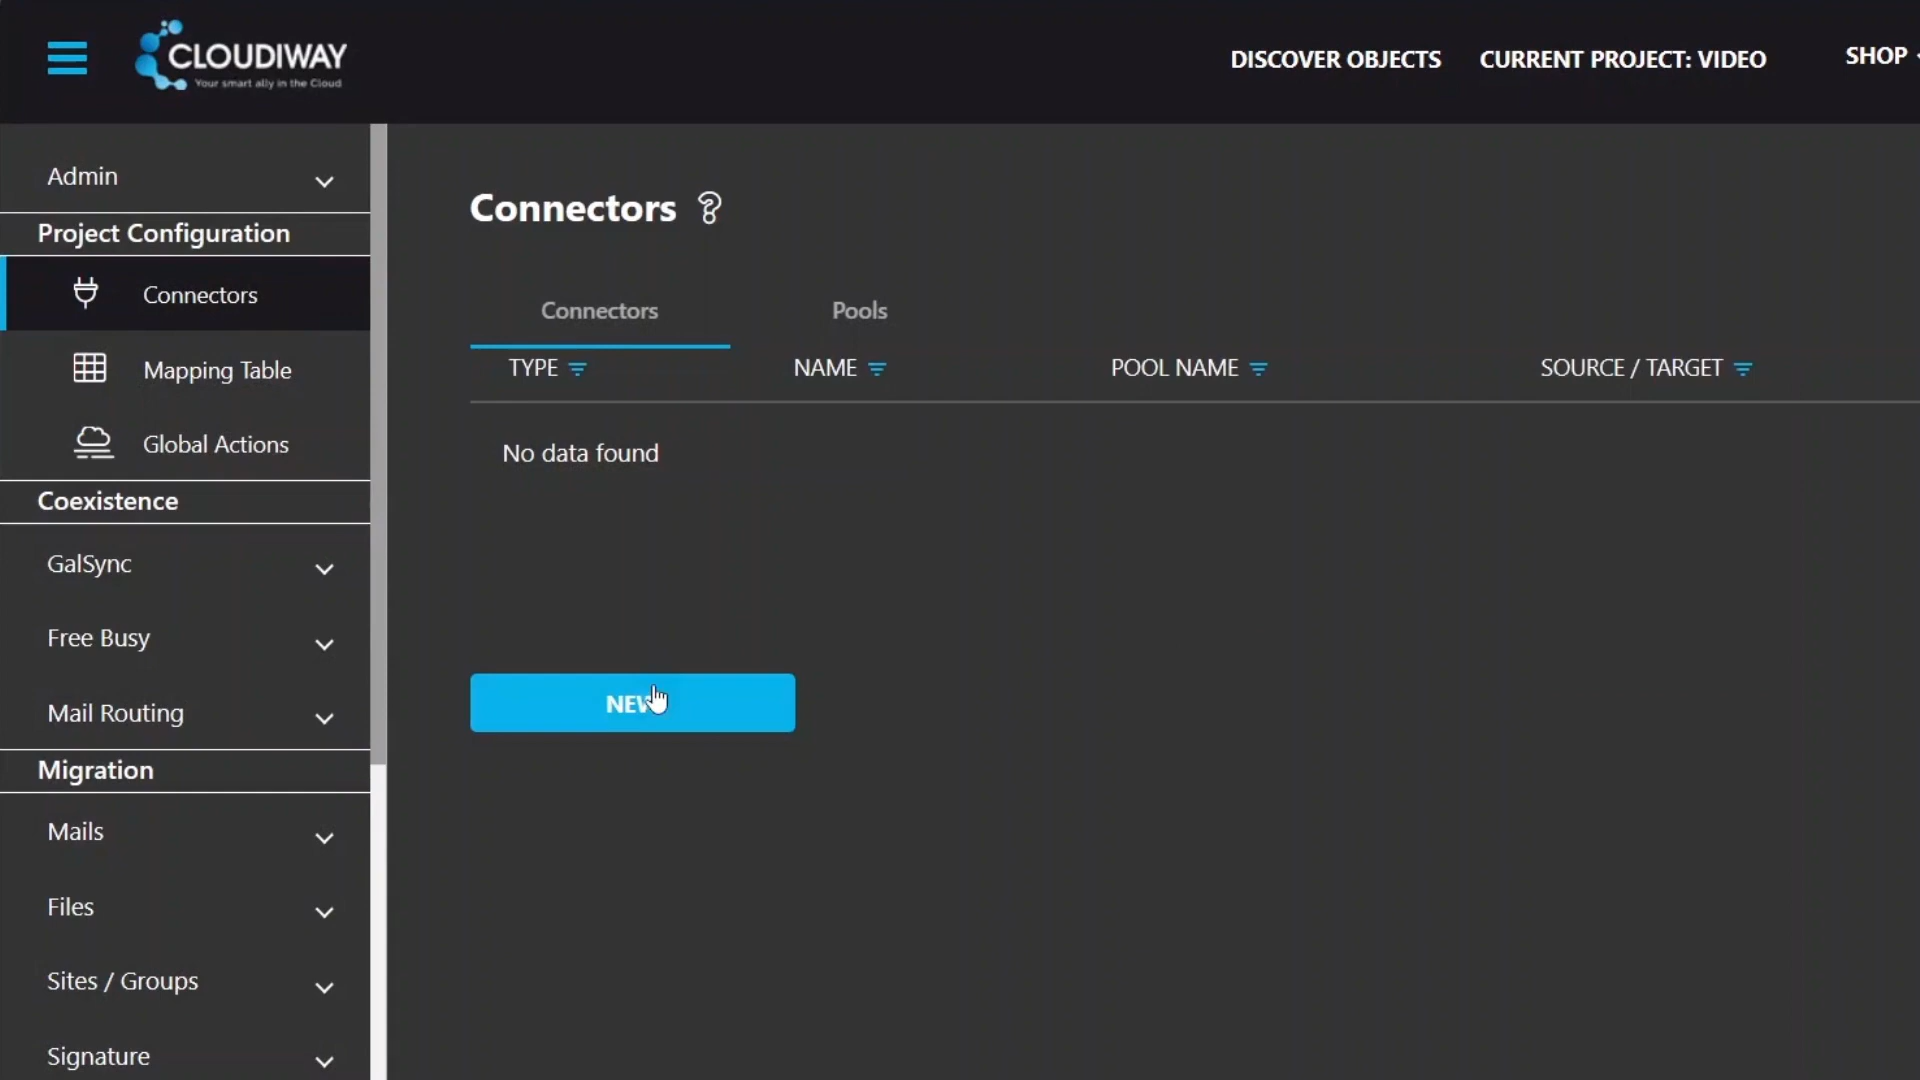 CLOUDIWAY
Your smart ally in the Cloud
DISCOVER OBJECTS
CURRENT PROJECT: VIDEO
SHOP
Admin
Project Configuration
Connectors
Mapping Table
Global Actions
Coexistence
GalSync
Free Busy
Mail Routing
Migration
Mails
Files
Sites / Groups
Signature
Connectors ?
Connectors
Pools
TYPE
NAME
POOL NAME
SOURCE / TARGET
No data found
NEW